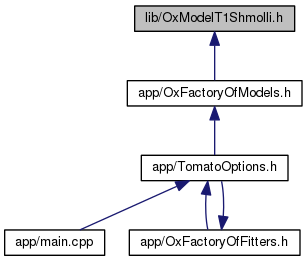 lib/OxModelT1Shmolli.h
app/OxFactoryOfModels.h
app/TomatoOptions.h
app/main.cpp
app/OxFactoryOfFitters.h